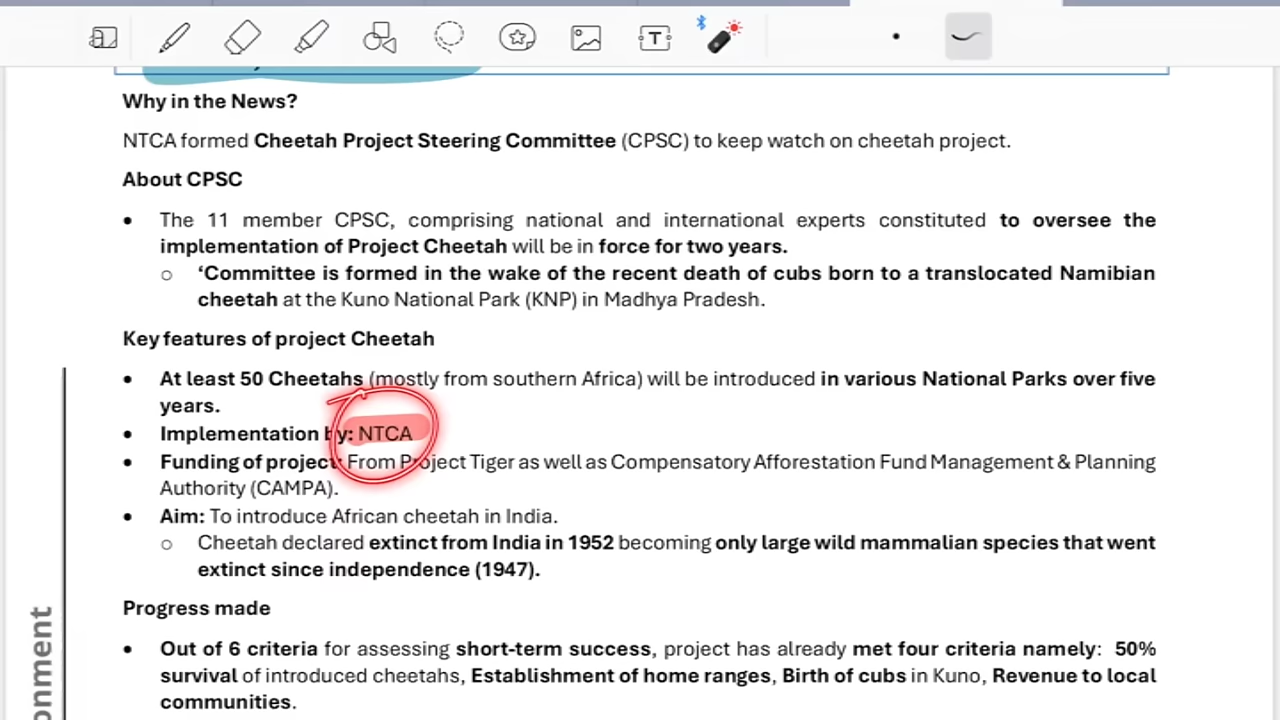 T
Why in the News?
NTCA formed Cheetah Project Steering Committee (CPSC) to keep watch on cheetah project.
About CPSC
• The 11 member CPSC, comprising national and international experts constituted to oversee the
implementation of Project Cheetah will be in force for two years.
o ‘Committee is formed in the wake of the recent death of cubs born to a translocated Namibian
cheetah at the Kuno National Park (KNP) in Madhya Pradesh.
Key features of project Cheetah
• At least 50 Cheetahs (mostly from southern Africa) will be introduced in various National Parks over five
years.
• Implementation by: NTCA
• Funding of project: From Project Tiger as well as Compensatory Afforestation Fund Management & Planning
Authority (CAMPA).
• Aim: To introduce African cheetah in India.
o Cheetah declared extinct from India in 1952 becoming only large wild mammalian species that went
extinct since independence (1947).
Progress made
• Out of 6 criteria for assessing short-term success, project has already met four criteria namely: 50%
survival of introduced cheetahs, Establishment of home ranges, Birth of cubs in Kuno, Revenue to local
communities.
onment